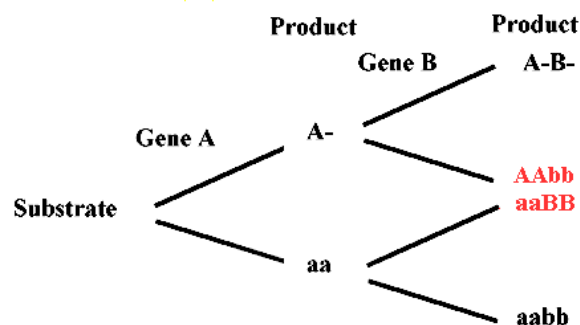 Product
Product
Gene B
A-B-
Gene A
A-
AAbb
Substrate
aaBB
aa
aabb